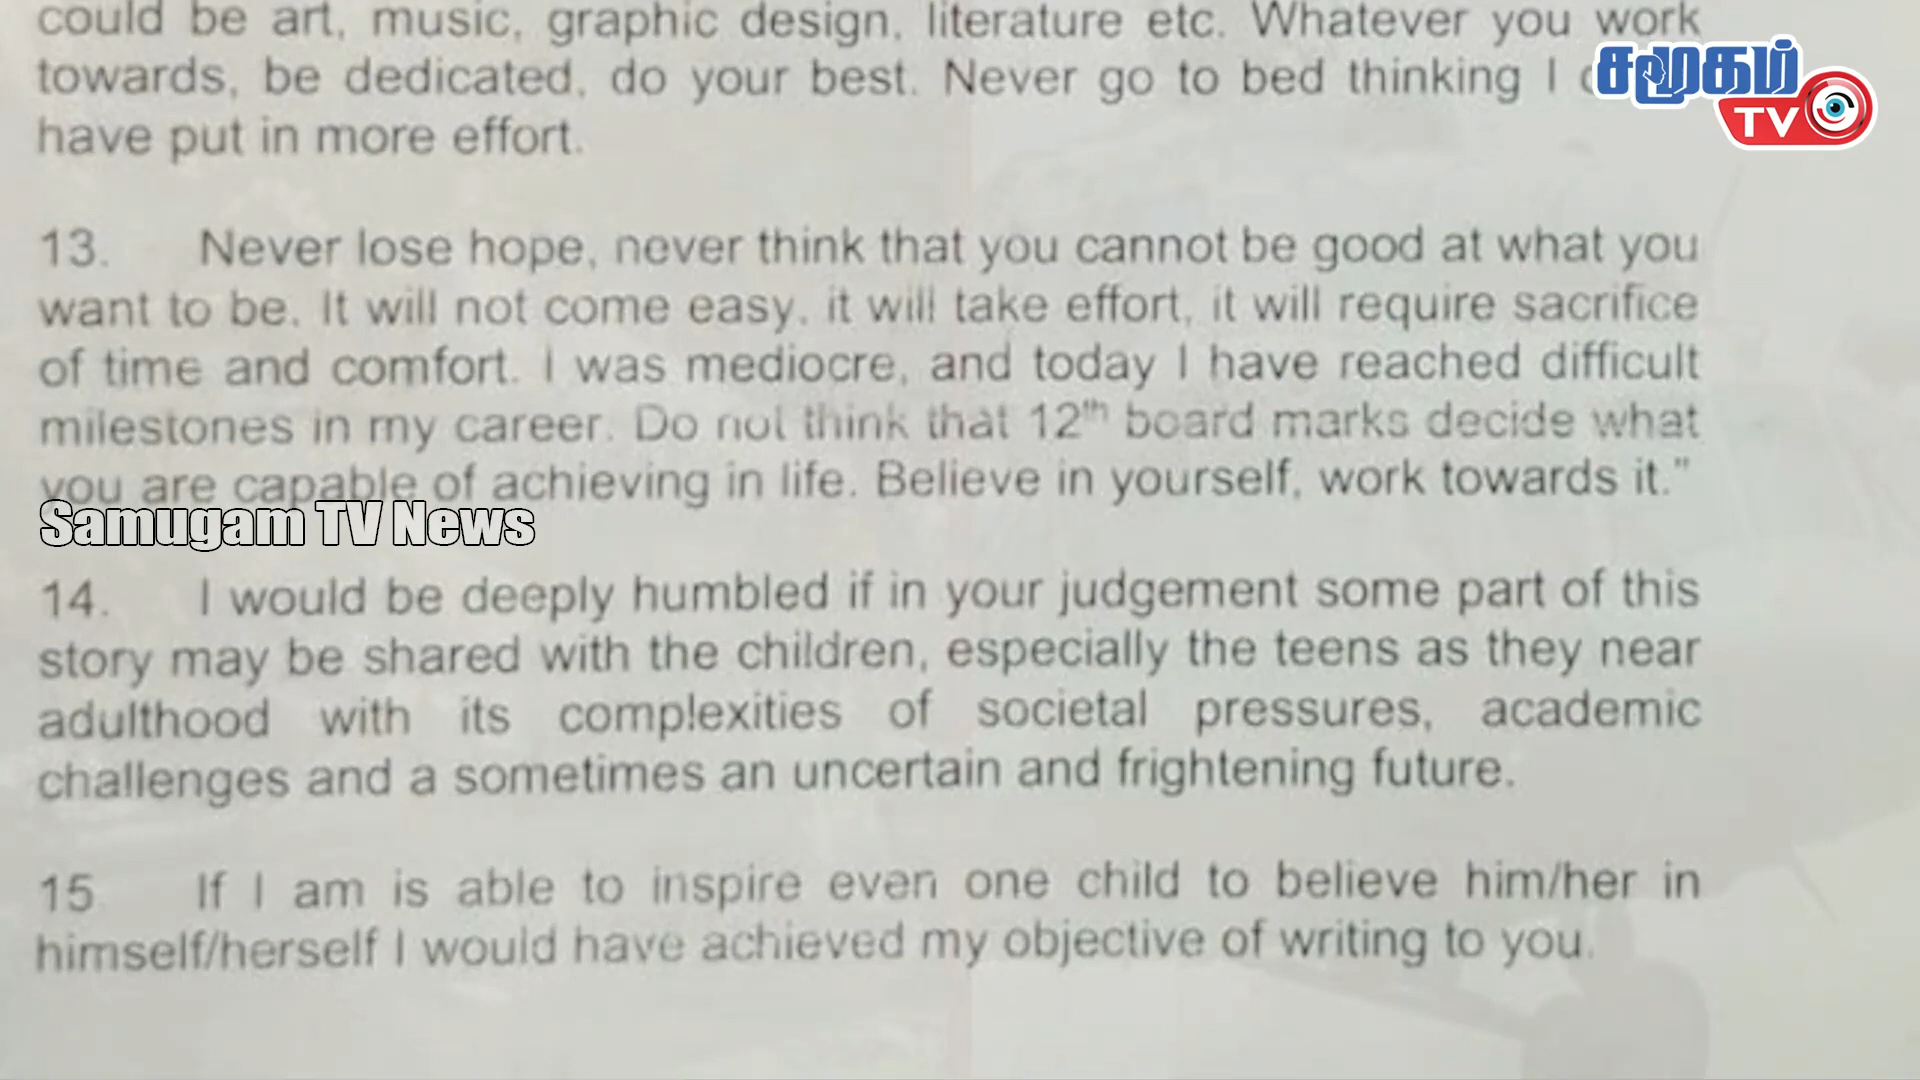 could be art, music, graphic design, literature etc. Whatever you work
towards, be dedicated, do your best. Never go to bed thinking I
have put in more effort.
சமூகம்
TV
13. Never lose hope, never think that you cannot be good at what you
want to be. It will not come easy, it will take effort, it will require sacrifice
of time and comfort. I was mediocre, and today I have reached difficult
milestones in my career. Do not think that 12th board marks decide what
you are capable of achieving in life. Believe in yourself, work towards it."
Samugam TV News
14. I would be deeply humbled if in your judgement some part of this
story may be shared with the children, especially the teens as they near
adulthood with its complexities of societal pressures, academic
challenges and a sometimes an uncertain and frightening future.
15. If I am is able to inspire even one child to believe him/her in
himself/herself I would have achieved my objective of writing to you.